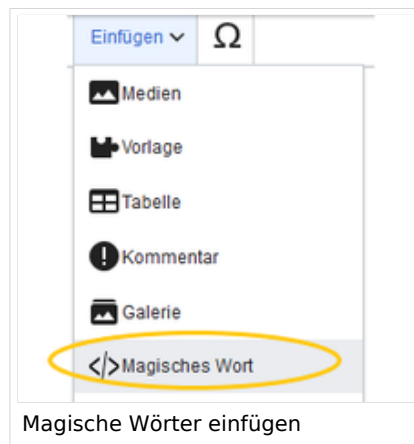 Einfügen Ω
Medien
Vorlage
Tabelle
Kommentar
Galerie
</>Magisches Wort
Magische Wörter einfügen